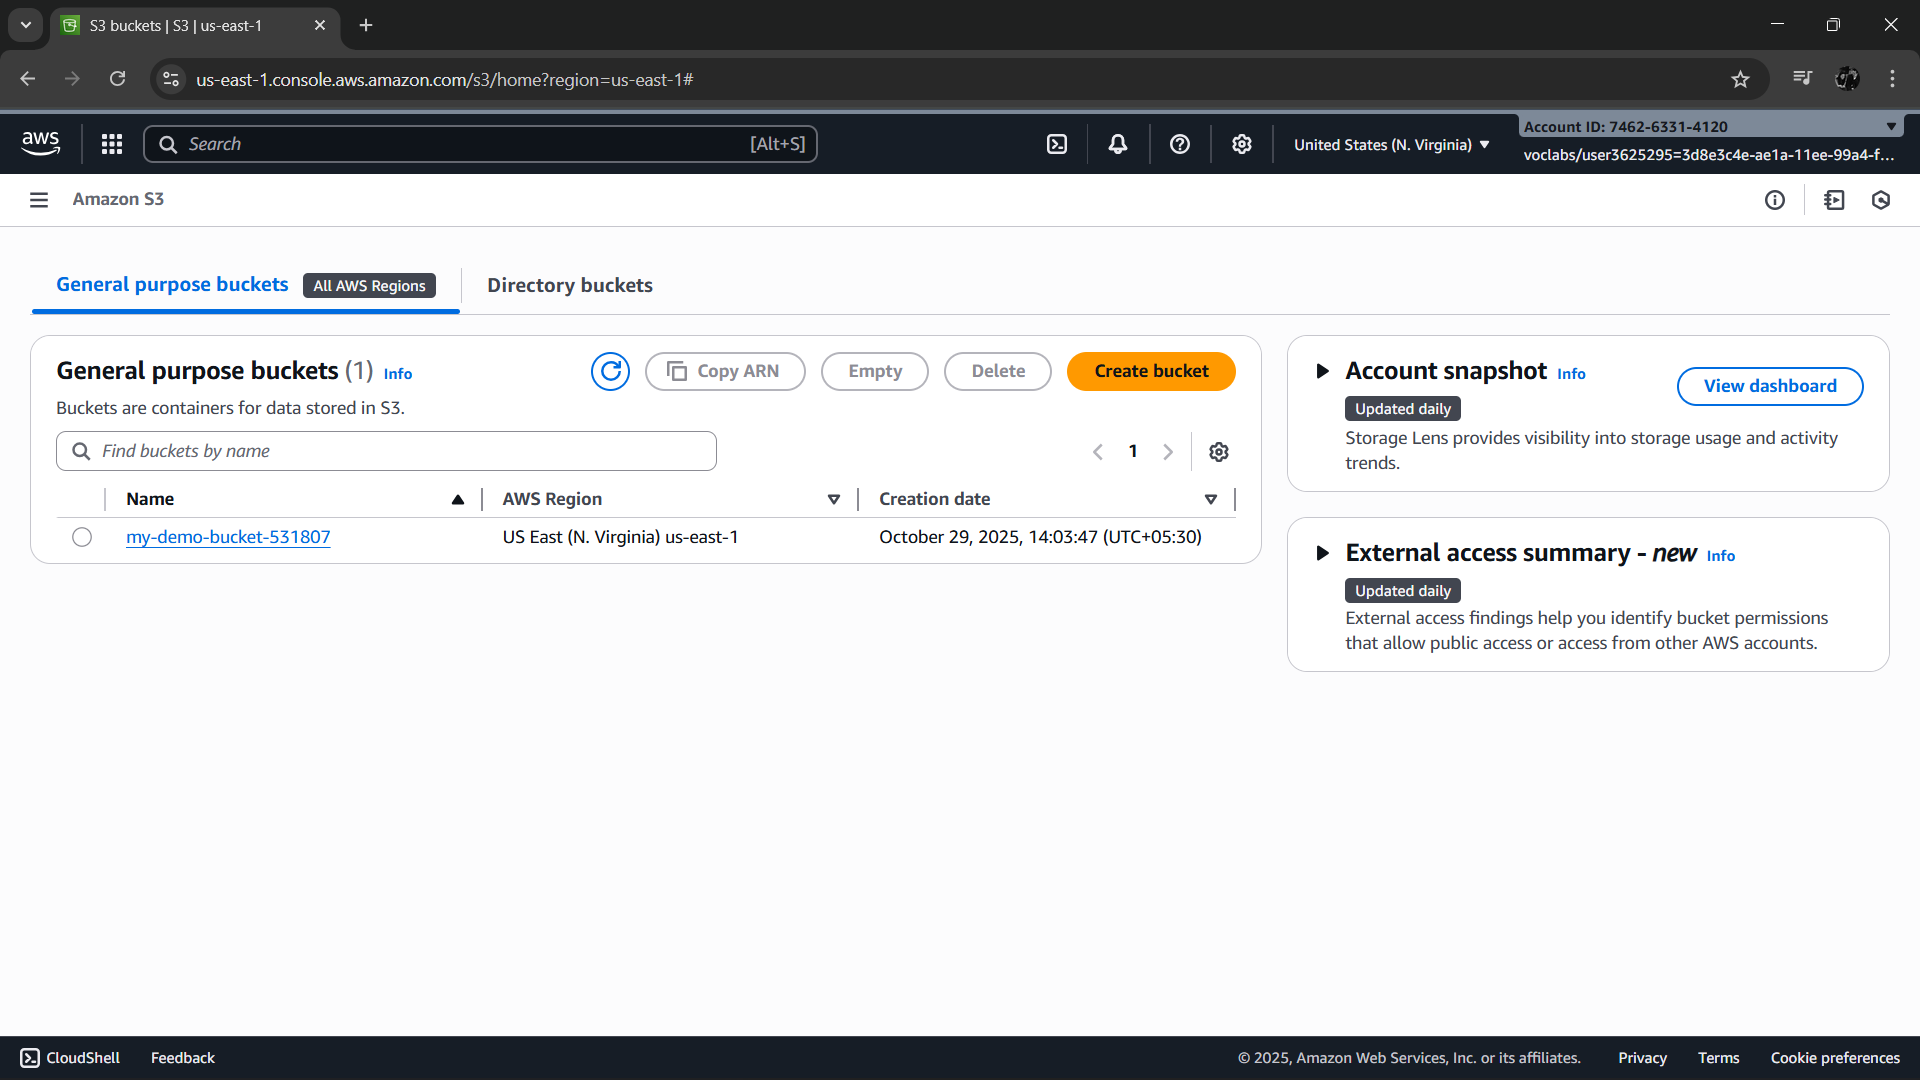 S3 buckets | S3 | us-east-1
us-east-1.console.aws.amazon.com/s3/home?region=us-east-1#
aws
Search
[Alt+S]
United States (N. Virginia)
Account ID: 7462-6331-4120
voclabs/user3625295=3d8e3c4e-ae1a-11ee-99a4-f...
Amazon S3
General purpose buckets
All AWS Regions
Directory buckets
General purpose buckets (1) Info
Copy ARN
Empty
Delete
Create bucket
Buckets are containers for data stored in S3.
Find buckets by name
1
Name
AWS Region
Creation date
my-demo-bucket-531807
US East (N. Virginia) us-east-1
October 29, 2025, 14:03:47 (UTC+05:30)
Account snapshot Info
View dashboard
Updated daily
Storage Lens provides visibility into storage usage and activity
trends.
External access summary - new Info
Updated daily
External access findings help you identify bucket permissions
that allow public access or access from other AWS accounts.
CloudShell
Feedback
© 2025, Amazon Web Services, Inc. or its affiliates.
Privacy
Terms
Cookie preferences